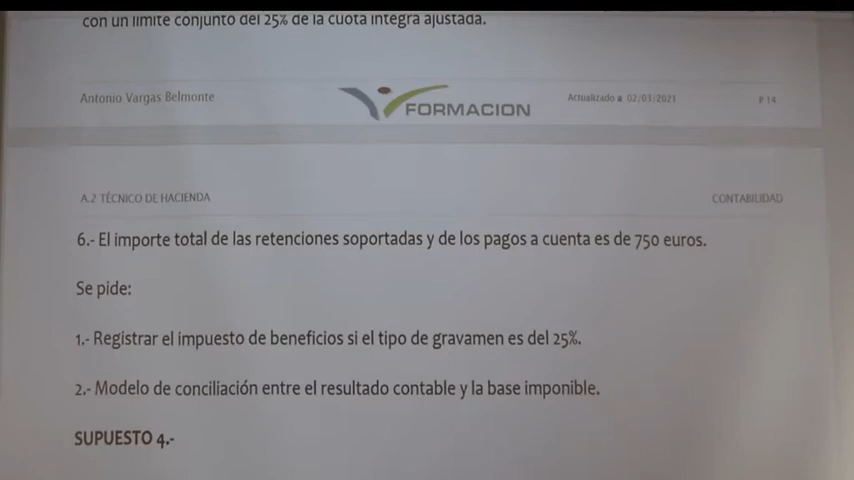 con un límite conjunto del 25% de la cuota íntegra ajustada.
Antonio Vargas Belmonte
FORMACION
Actualizado a 02/03/2021
P 14
A.2 TÉCNICO DE HACIENDA
CONTABILIDAD
6.- El importe total de las retenciones soportadas y de los pagos a cuenta es de 750 euros.
Se pide:
1.- Registrar el impuesto de beneficios si el tipo de gravamen es del 25%.
2.- Modelo de conciliación entre el resultado contable y la base imponible.
SUPUESTO 4.-